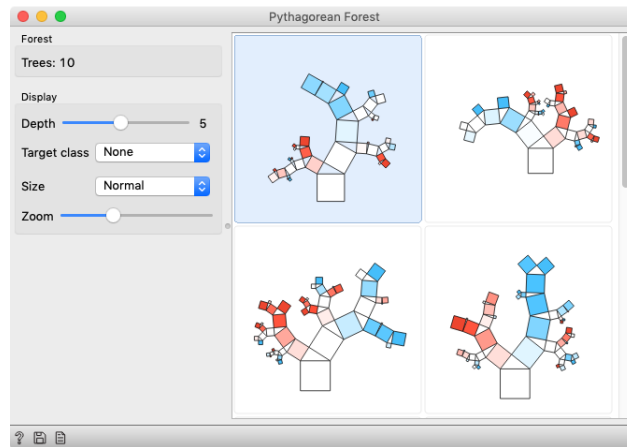 Pythagorean Forest
Forest
Trees: 10
Display
Depth 5
Target class None
Size Normal
Zoom
?